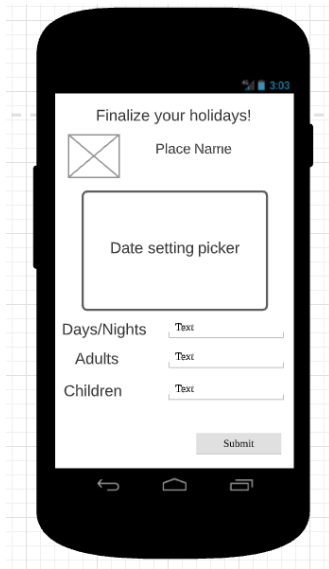 3:03
Finalize your holidays!
Place Name
Date setting picker
Days/Nights Text
Adults Text
Children Text
Submit